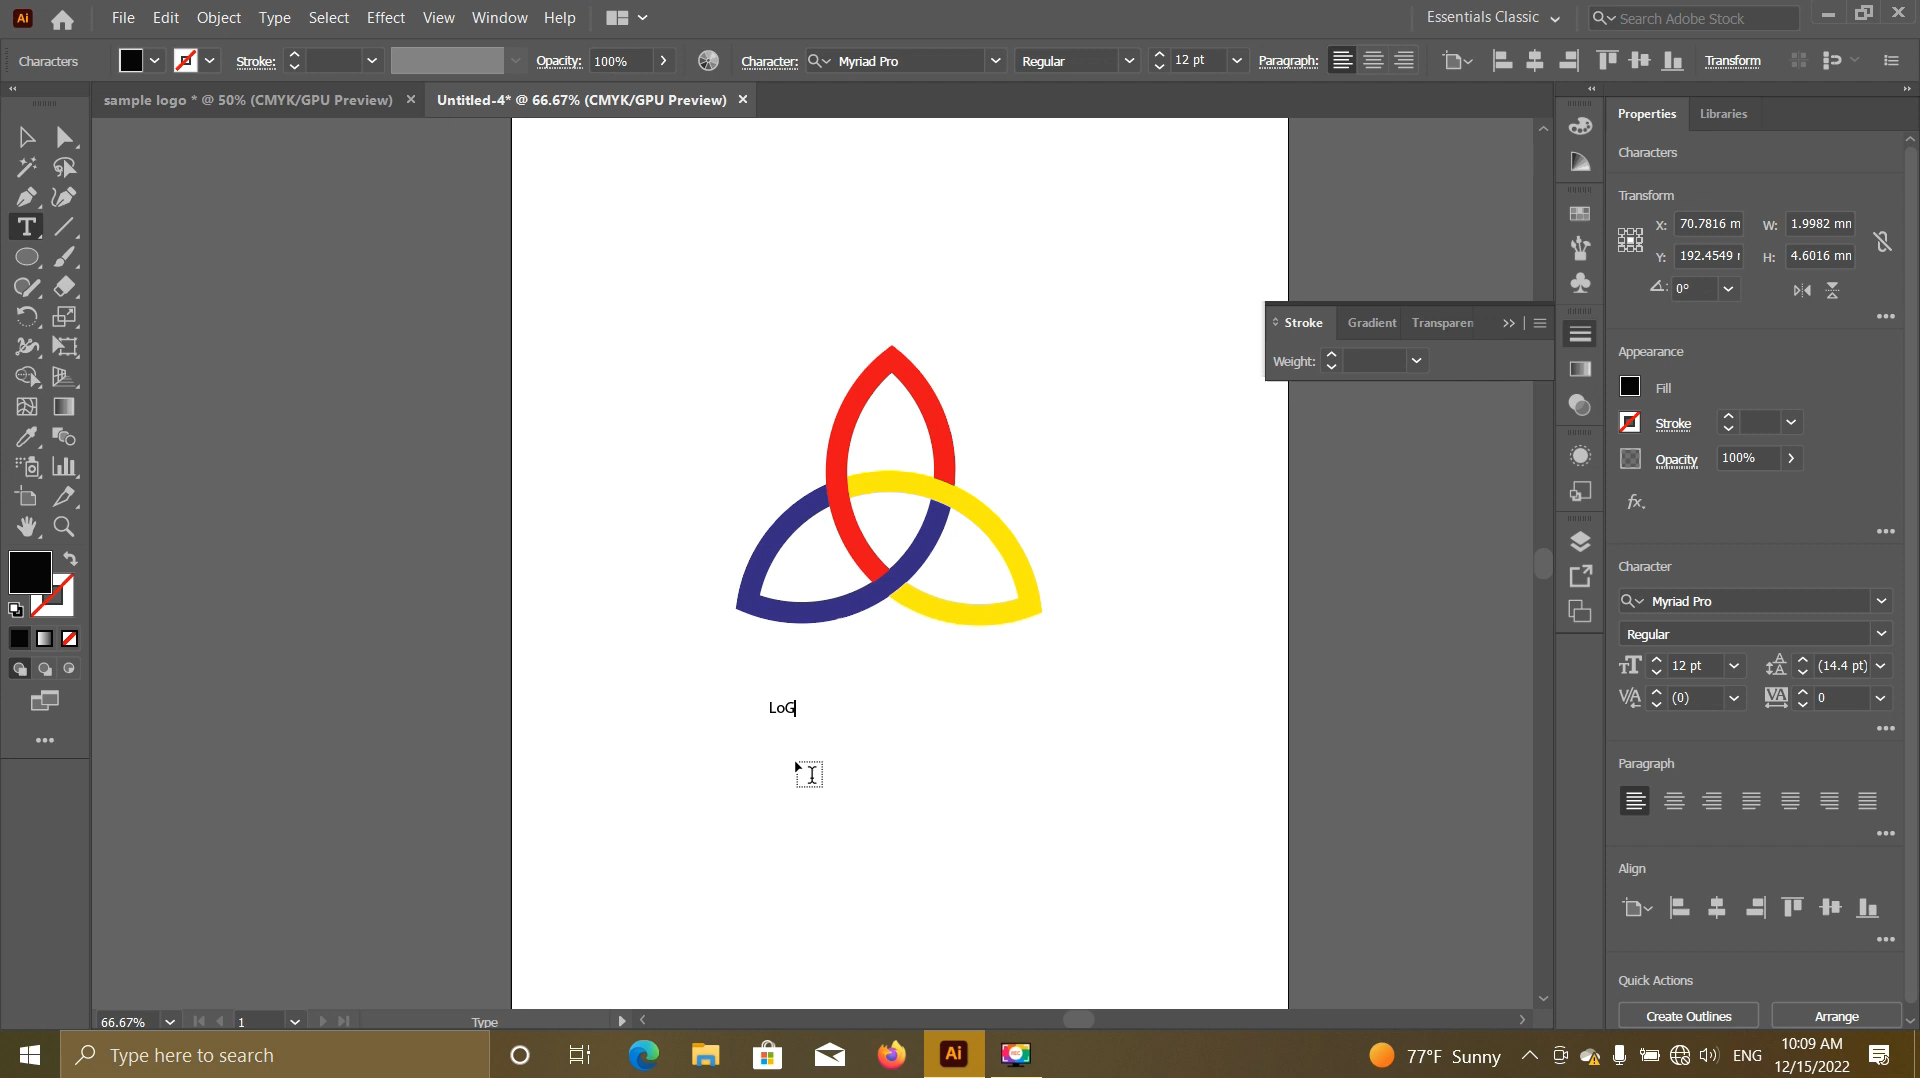 Ai File Edit Object Type Select Effect View Window Help Essentials Classic Search Adobe Stock
Characters Stroke: Opacity: 100% Character: Myriad Pro Regular 12 pt Paragraph: Transform
sample logo * @ 50% (CMYK/GPU Preview) × Untitled-4* @ 66.67% (CMYK/GPU Preview) ×
Properties Libraries
Characters
Transform
X: 70.7816 m W: 1.9982 mm
Y: 192.4549 H: 4.6016 mm
0°
Stroke Gradient Transparen
Weight:
Appearance
Fill
Stroke
Opacity 100%
fx.
Character
Myriad Pro
Regular
12 pt (14.4 pt)
(0) 0
LoG
Paragraph
Align
Quick Actions
Create Outlines Arrange
66.67% 1 Type
Type here to search Ai REC 77°F Sunny ENG 10:09 AM
12/15/2022